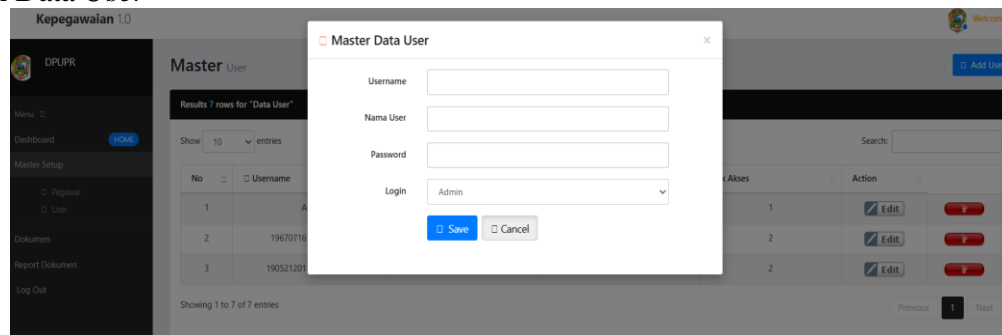 Kepegawaian 1.0
Welcom
Master Data User
×
DPUPR
Master User
Add Use
Username
Results 7 rows for "Data User"
Menu
Nama User
Dashboard HOME
Show 10 entries
Search:
Master Setup
Password
No Username
Akses Action
Pegawai
Login Admin
User
1 A
1 Edit
Save Cancel
Dokumen
2 19670716
2 Edit
Report Dokumen
3 190521201
2 Edit
Log Out
Showing 1 to 7 of 7 entries
Previous 1 Next